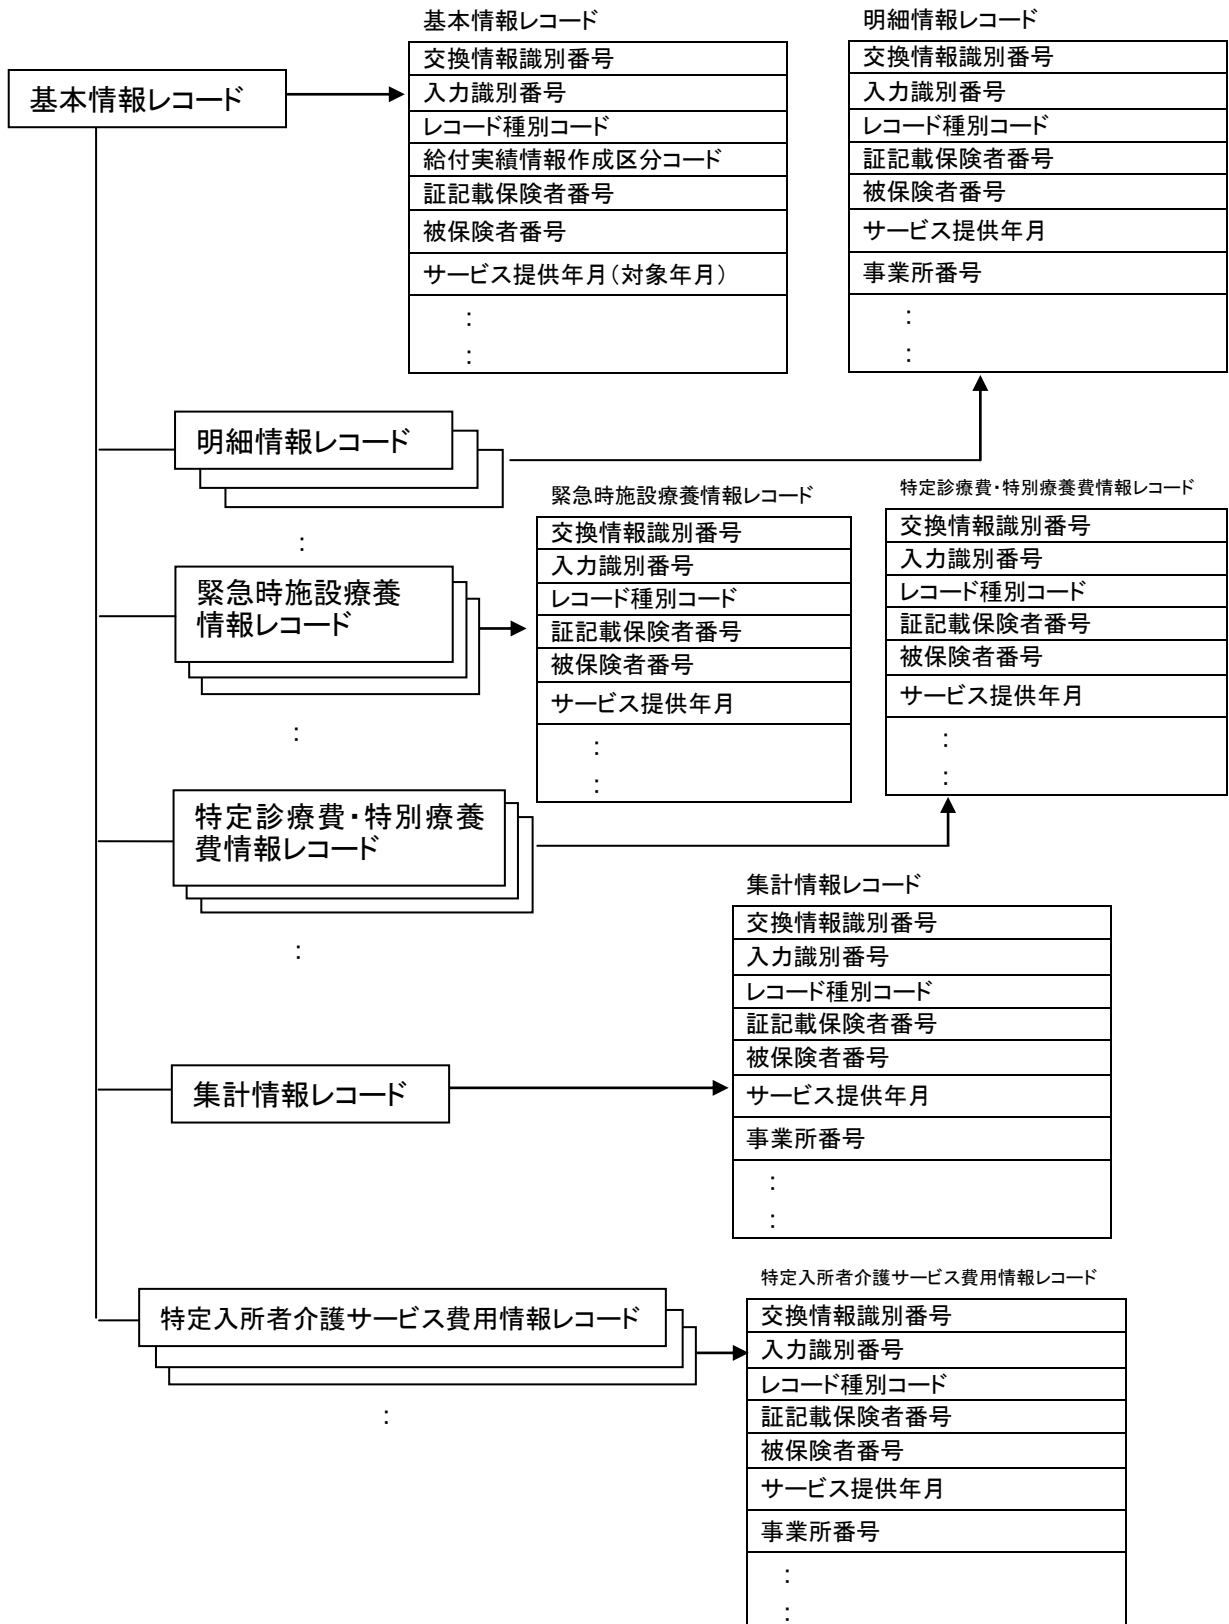 基本情報レコード
基本情報レコード
交換情報識別番号
入力識別番号
レコード種別コード
給付実績情報作成区分コード
証記載保険者番号
被保険者番号
サービス提供年月(対象年月)
:
:
明細情報レコード
交換情報識別番号
入力識別番号
レコード種別コード
証記載保険者番号
被保険者番号
サービス提供年月
事業所番号
:
:
明細情報レコード
:
緊急時施設療養
情報レコード
:
緊急時施設療養情報レコード
交換情報識別番号
入力識別番号
レコード種別コード
証記載保険者番号
被保険者番号
サービス提供年月
:
:
特定診療費・特別療養費情報レコード
交換情報識別番号
入力識別番号
レコード種別コード
証記載保険者番号
被保険者番号
サービス提供年月
:
:
特定診療費・特別療養
費情報レコード
:
集計情報レコード
集計情報レコード
交換情報識別番号
入力識別番号
レコード種別コード
証記載保険者番号
被保険者番号
サービス提供年月
事業所番号
:
:
特定入所者介護サービス費用情報レコード
:
特定入所者介護サービス費用情報レコード
交換情報識別番号
入力識別番号
レコード種別コード
証記載保険者番号
被保険者番号
サービス提供年月
事業所番号
:
: